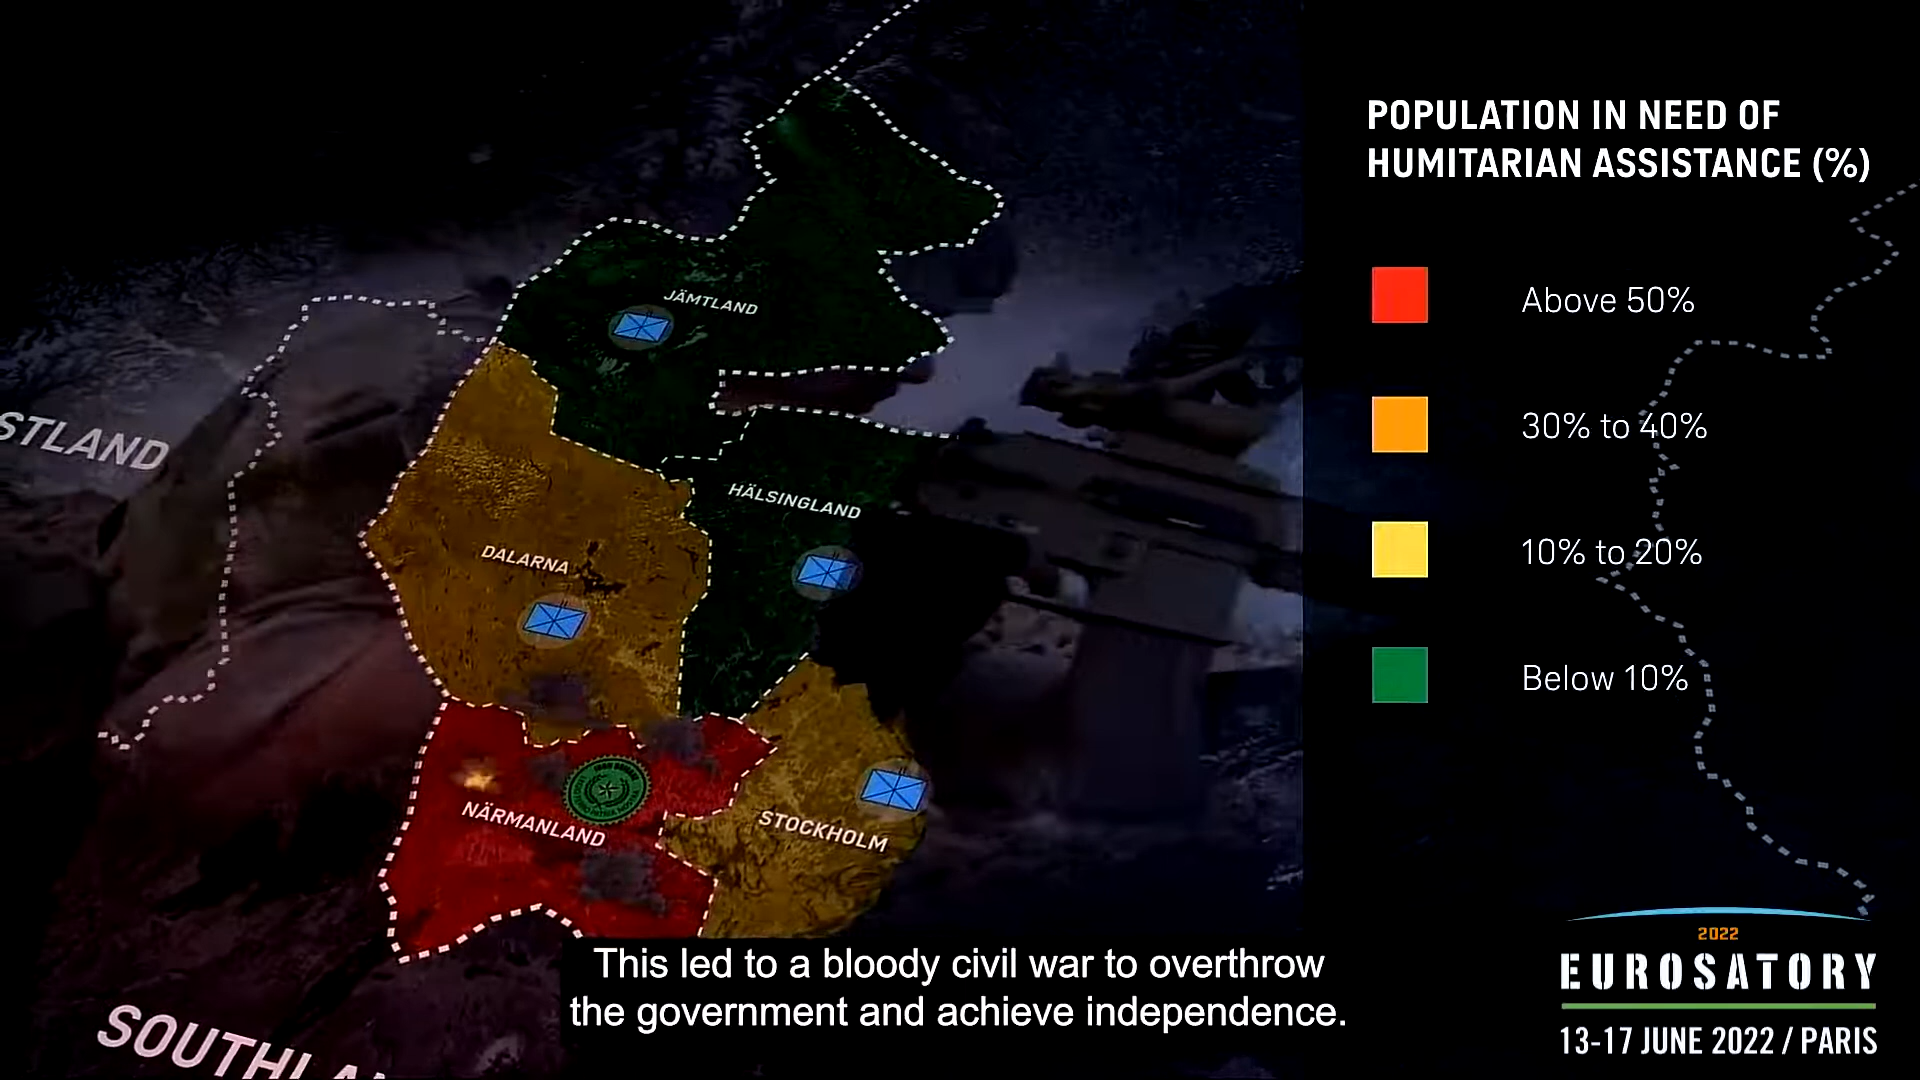 POPULATION IN NEED OF
HUMITARIAN ASSISTANCE (%)
Above 50%
30% to 40%
10% to 20%
Below 10%
JÄMTLAND
STLAND
HÄLSINGLAND
DALARNA
NÄRMANLAND
STOCKHOLM
SOUTHLA
This led to a bloody civil war to overthrow
the government and achieve independence.
2022
EUROSATORY
13-17 JUNE 2022 / PARIS